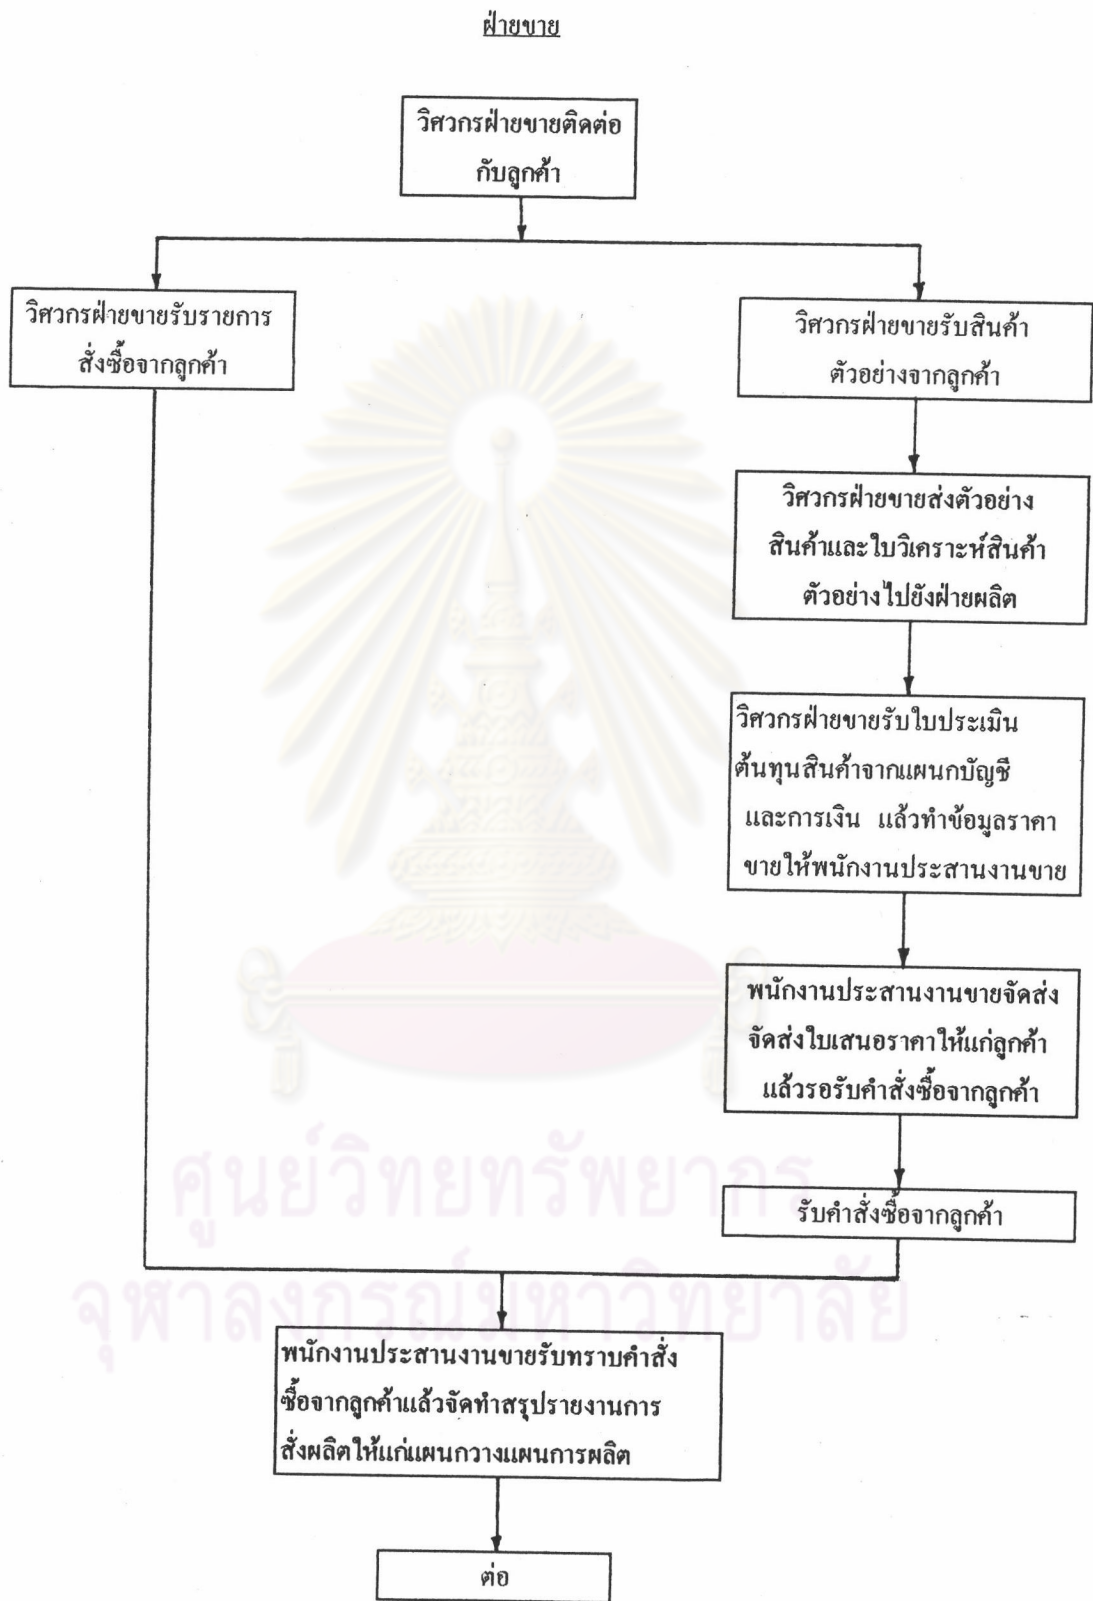 ฝ่ายขาย
วิศวกรฝ่ายขายติดต่อ
กับลูกค้า
วิศวกรฝ่ายขายรับรายการ
สั่งซื้อจากลูกค้า
วิศวกรฝ่ายขายรับสินค้า
ตัวอย่างจากลูกค้า
วิศวกรฝ่ายขายส่งตัวอย่าง
สินค้าและใบวิเคราะห์สินค้า
ตัวอย่างไปยังฝ่ายผลิต
วิศวกรฝ่ายขายรับใบประเมิน
ต้นทุนสินค้าจากแผนกบัญชี
และการเงิน แล้วทำข้อมูลราคา
ขายให้พนักงานประสานงานขาย
พนักงานประสานงานขายจัดส่ง
จัดส่งใบเสนอราคาให้แก่ลูกค้า
แล้วรอรับคำสั่งซื้อจากลูกค้า
รับคำสั่งซื้อจากลูกค้า
ศูนย์วิทยทรัพยากร
จุฬาลงกรณ์มหาวิทยาลัย
พนักงานประสานงานขายรับทราบคำสั่ง
ซื้อจากลูกค้าแล้วจัดทำสรุปรายงานการ
สั่งผลิตให้แก่แผนกวางแผนการผลิต
ต่อ